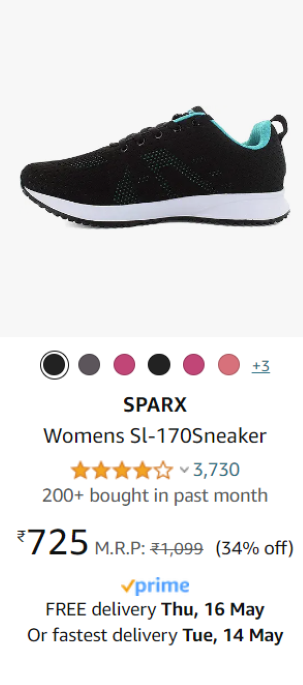 +3
SPARX
Womens Sl-170Sneaker
3,730
200+ bought in past month
₹725 M.R.P: ₹1,099 (34% off)
prime
FREE delivery Thu, 16 May
Or fastest delivery Tue, 14 May